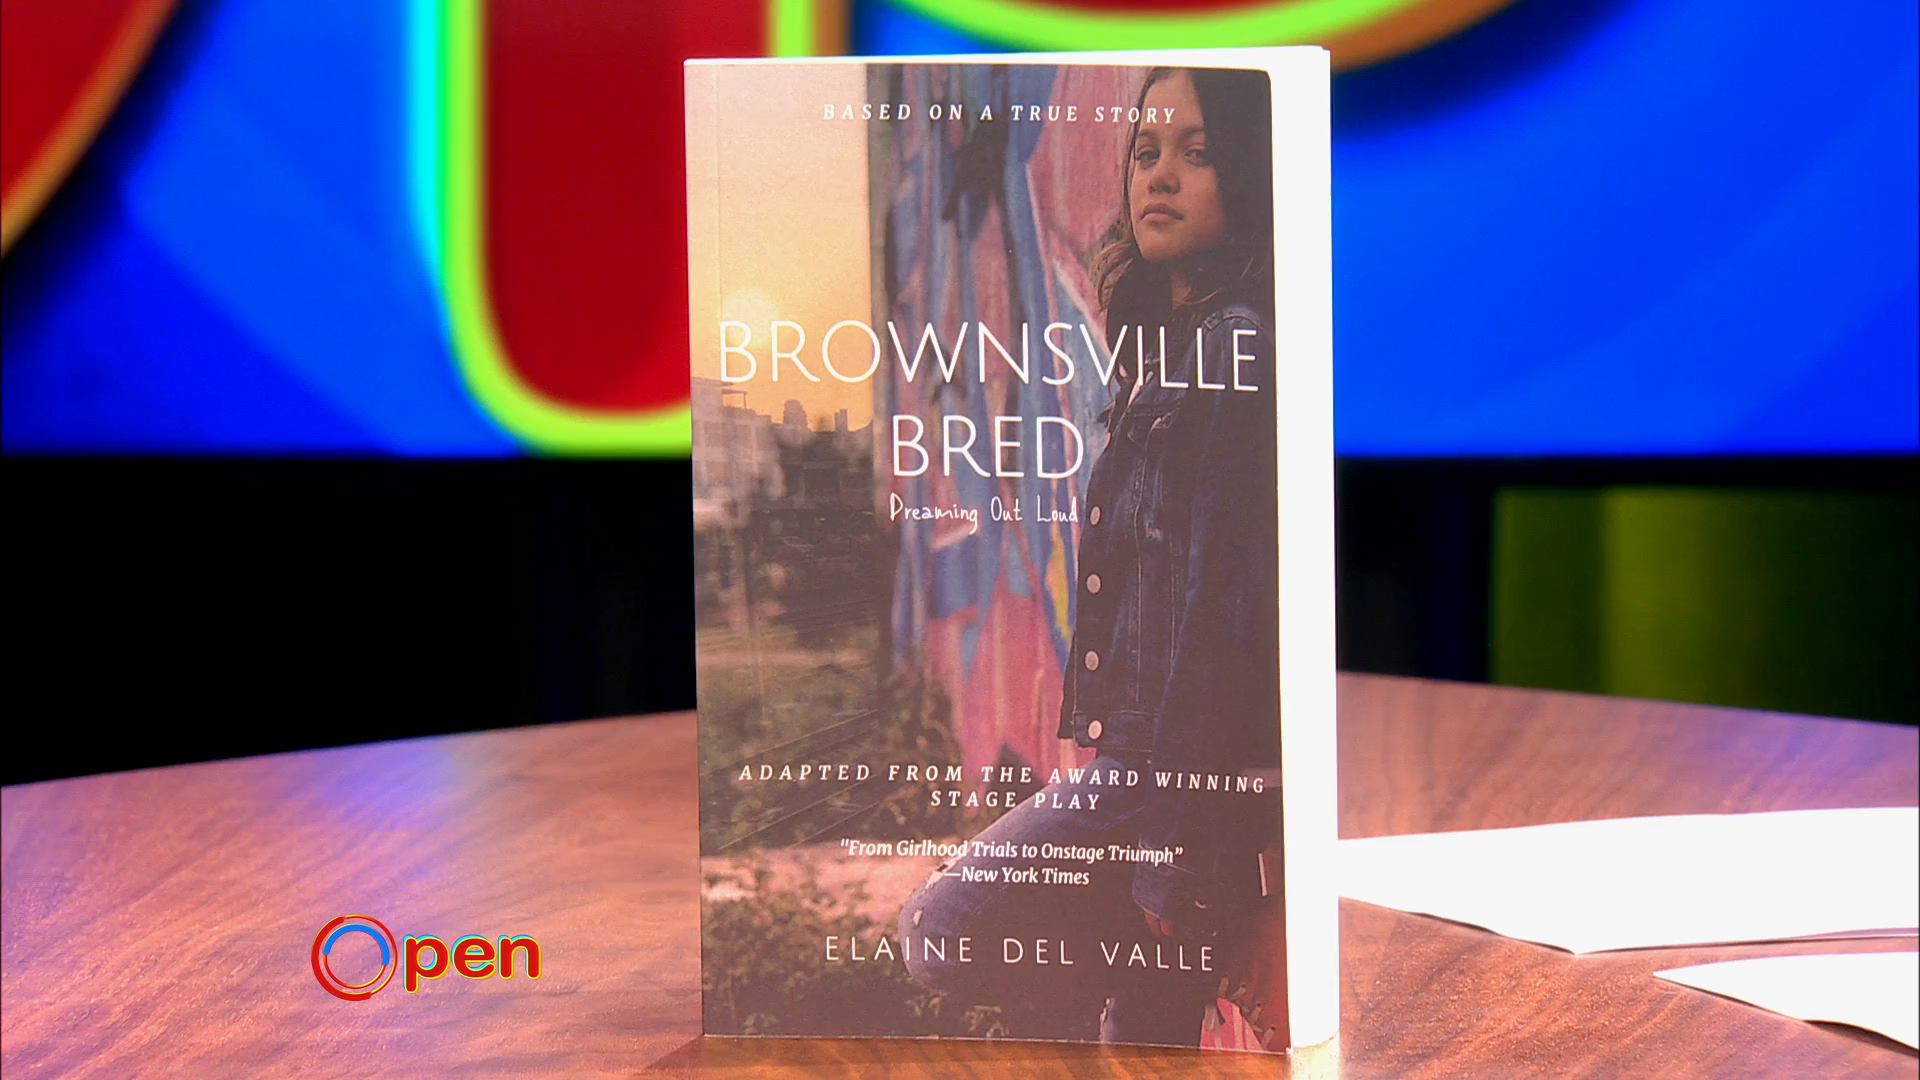 BASED ON A TRUE STORY
BROWNSVILLE
BRED
Dreaming Out Loud
ADAPTED FROM THE AWARD WINNING
STAGE PLAY
"From Girlhood Trials to Onstage Triumph”
—New York Times
ELAINE DEL VALLE
Open